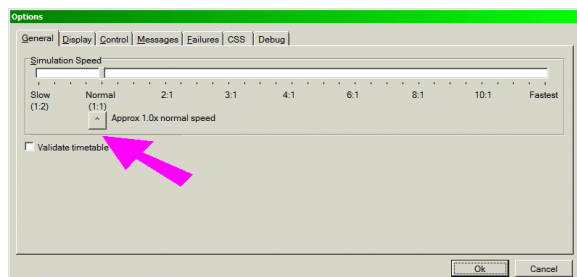 Options
General Display Control Messages Failures CSS Debug
Simulation Speed
Slow Normal 2:1 3:1 4:1 6:1 8:1 10:1 Fastest
(1:2) (1:1)
^ Approx 1.0x normal speed
Validate timetable
Ok Cancel